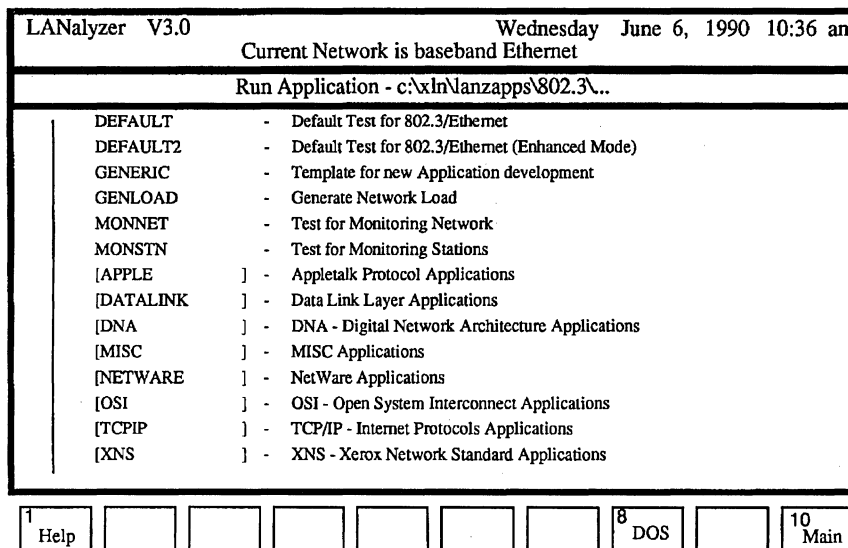 LANalyzer V3.0 Wednesday June 6, 1990 10:36 am
Current Network is baseband Ethernet
Run Application - c:\xln\lanzapps\802.3\...
DEFAULT - Default Test for 802.3/Ethernet
DEFAULT2 - Default Test for 802.3/Ethernet (Enhanced Mode)
GENERIC - Template for new Application development
GENLOAD - Generate Network Load
MONNET - Test for Monitoring Network
MONSTN - Test for Monitoring Stations
[APPLE ] - Appletalk Protocol Applications
[DATALINK ] - Data Link Layer Applications
[DNA ] - DNA - Digital Network Architecture Applications
[MISC ] - MISC Applications
[NETWARE ] - NetWare Applications
[OSI ] - OSI - Open System Interconnect Applications
[TCPIP ] - TCP/IP - Internet Protocols Applications
[XNS ] - XNS - Xerox Network Standard Applications
1 Help 8 DOS 10 Main